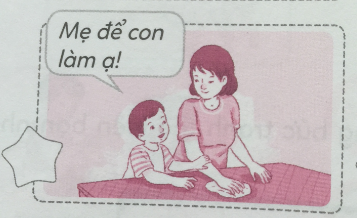 Mẹ để con
làm ạ!